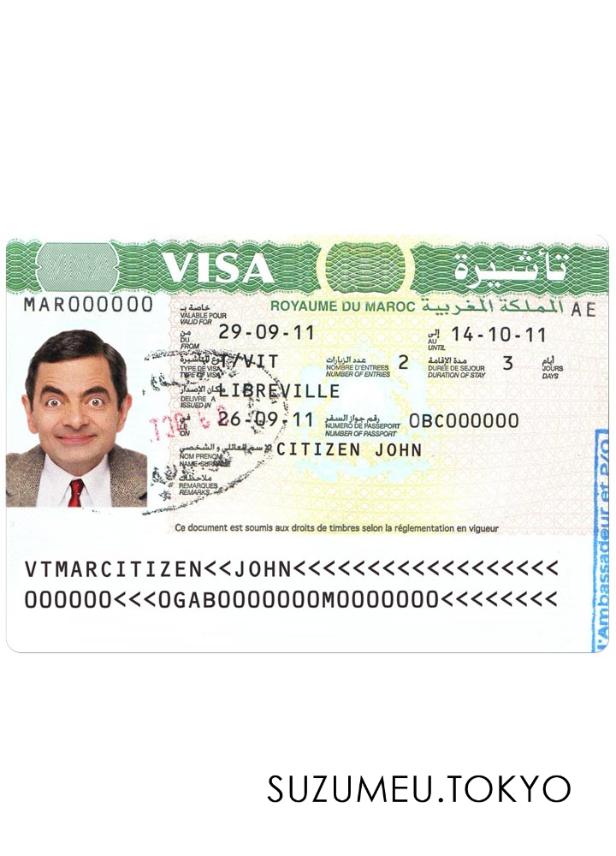 VISA تأشيرة
MAR000000
ROYAUME DU MAROC المملكة المغربية AE
خاصة بـ
VALABLE POUR
VALID FOR
من
DU
FROM
29-09-11
إلى
AU
UNTIL
14-10-11
نوع التأشيرة
TYPE DE VISA
TYPE OF VISA
T/VIT
عدد الزيارات
NOMBRE D'ENTREES
NUMBER OF ENTRIES
2
مدة الإقامة
DUREE DE SEJOUR
DURATION OF STAY
3
أيام
JOURS
DAYS
مكان الإصدار
DELIVRE A
ISSUED IN
LIBREVILLE
في
LE
ON
26-09-11
رقم جواز السفر
NUMERO DE PASSEPORT
NUMBER OF PASSPORT
OBC000000
الإسم العائلي و الشخصي
NOM PRENOM
NAME-SURNAME
CITIZEN JOHN
ملاحظات
REMARQUES
REMARKS
Ce document est soumis aux droits de timbres selon la réglementation en vigueur
l'Ambassadeur et P/O
VTMARCITIZEN<<JOHN<<<<<<<<<<<<<<<<<<
000000<<<0GAB0000000M0000000<<<<<<<<
SUZUMEU.TOKYO